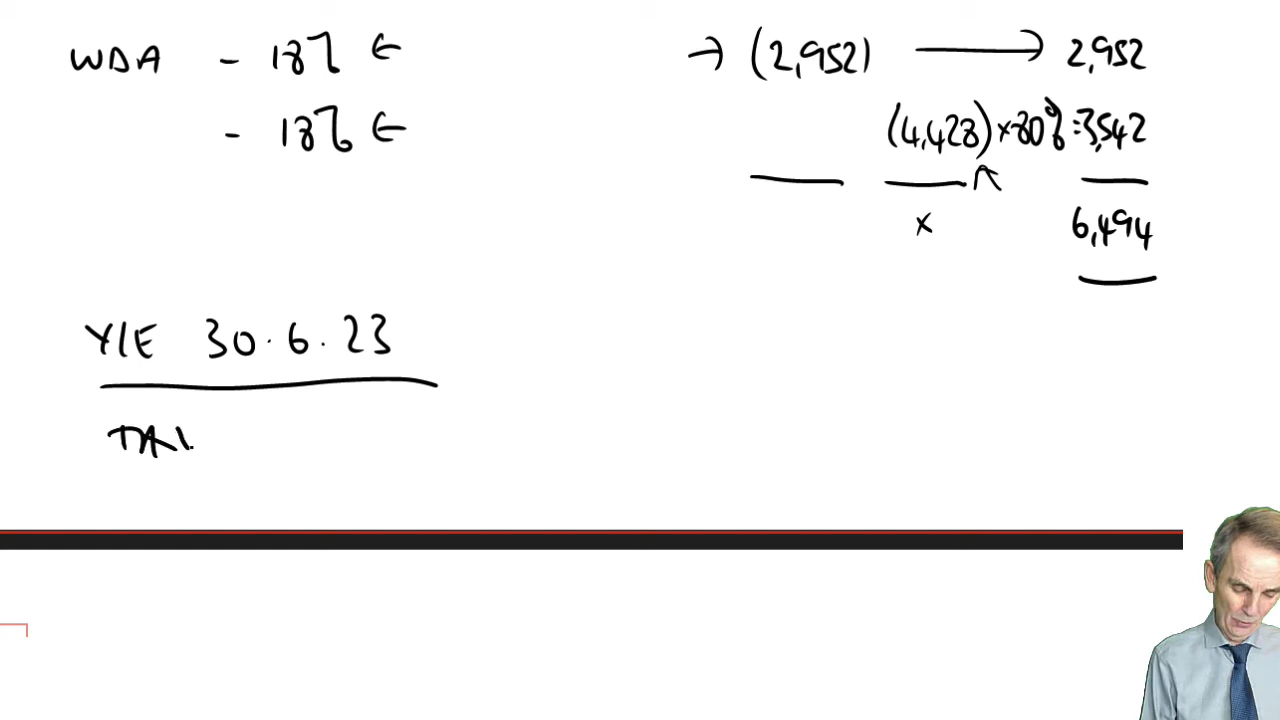 WDA - 18% ← → (2,952) → 2,952
- 18% ← (4,428) × 80% = 3,542
x 6,494
Y/E 30.6.23